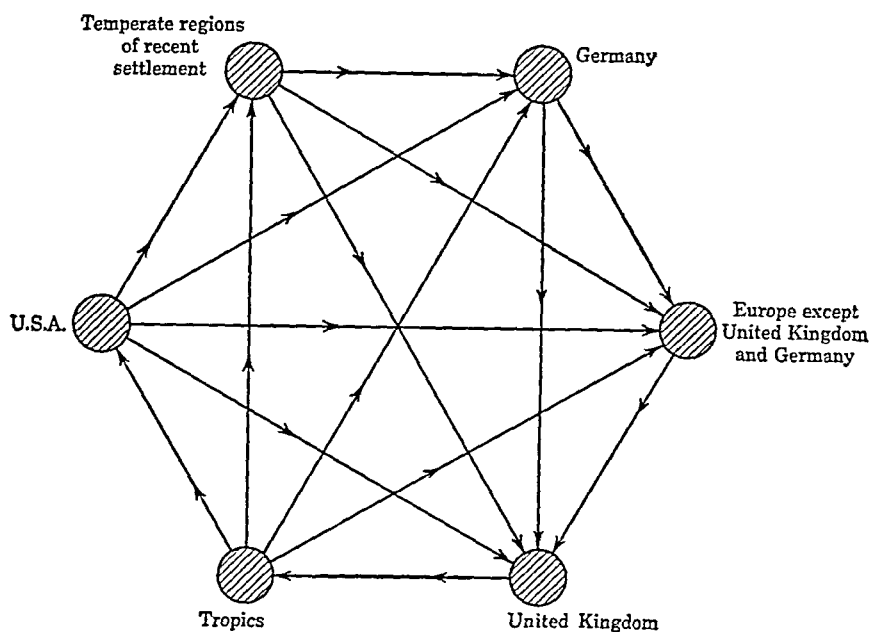 Temperate regions
of recent
settlement
Germany
U.S.A.
Europe except
United Kingdom
and Germany
Tropics
United Kingdom